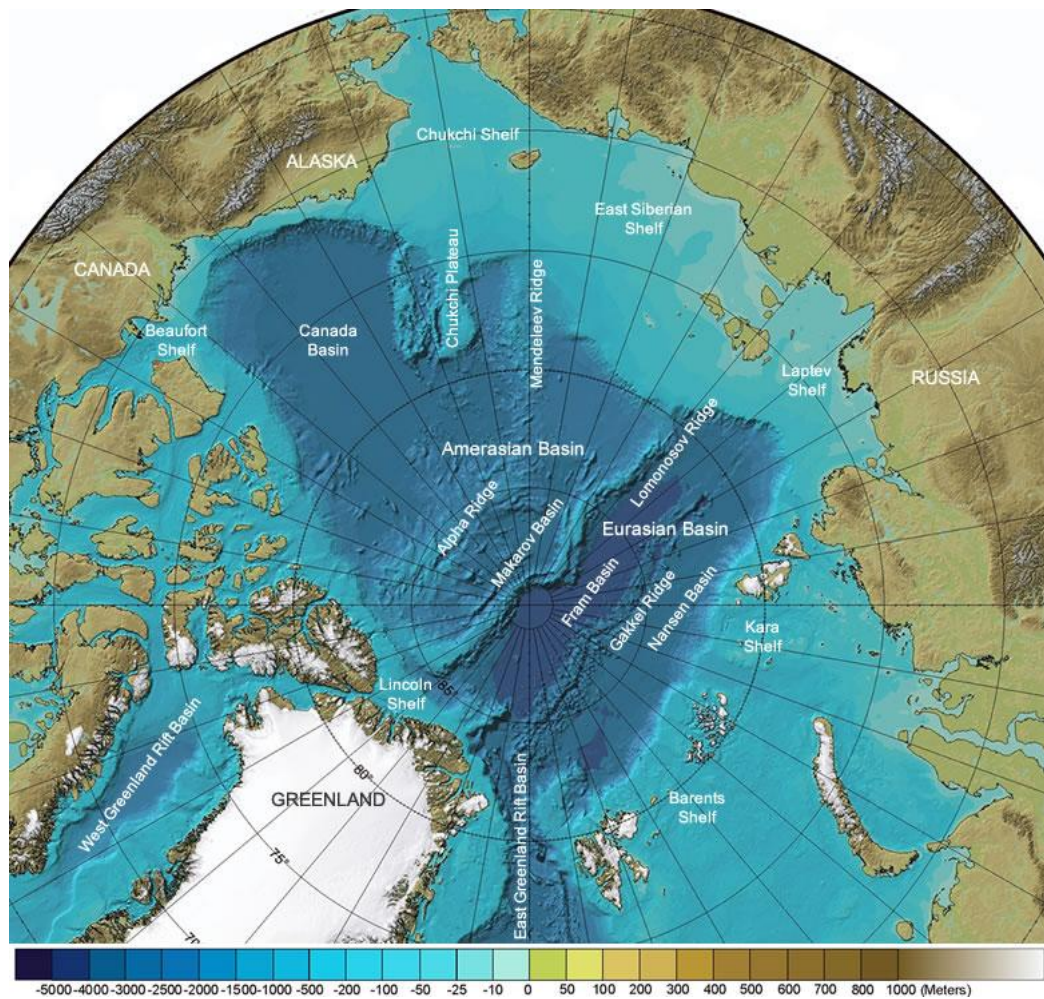 Chukchi Shelf
ALASKA
East Siberian
Shelf
CANADA
Chukchi Plateau
Mendeleev Ridge
Beaufort
Shelf
Canada
Basin
Laptev
Shelf
RUSSIA
Lomonosov Ridge
Amerasian Basin
Alpha Ridge
Makarov Basin
Eurasian Basin
Fram Basin
Gakkel Ridge
Nansen Basin
Kara
Shelf
Lincoln
Shelf
85°
West Greenland Rift Basin
80°
GREENLAND
East Greenland Rift Basin
Barents
Shelf
75°
-5000 -4000 -3000 -2000 -1500 -1000 -500 -200 -100 -50 -25 -10 0 50 100 200 300 400 500 600 700 800 1000 (Meters)